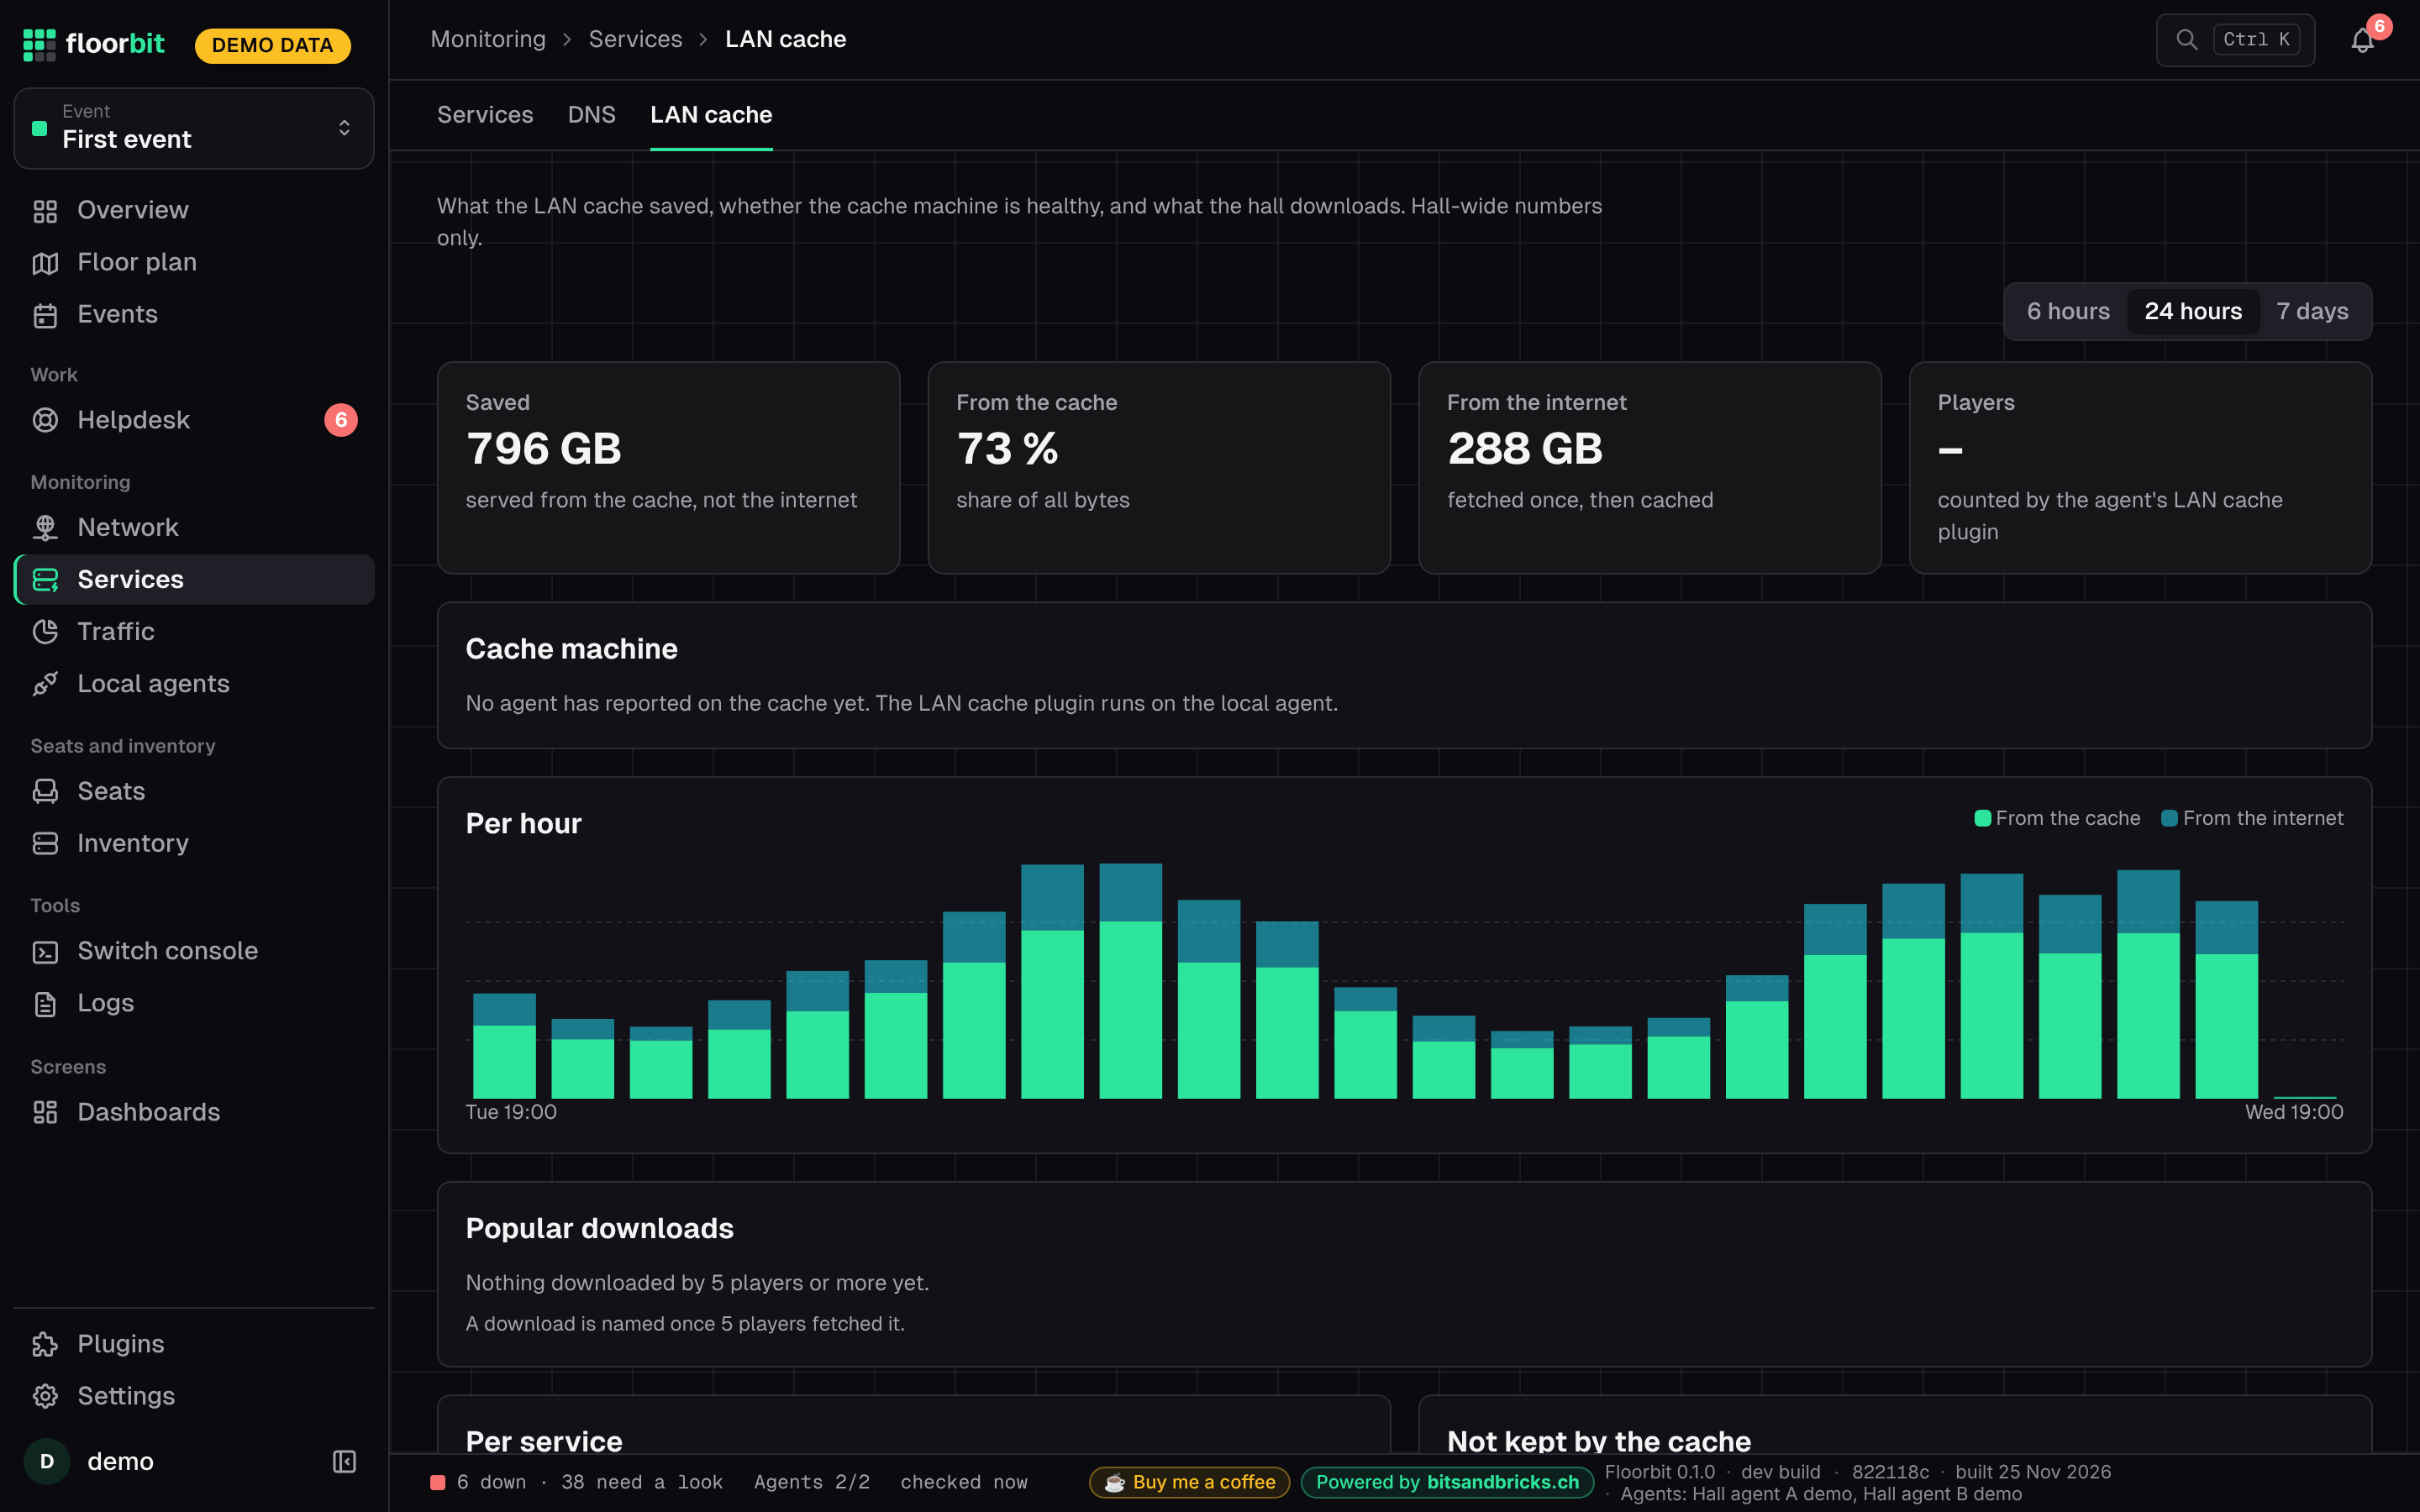 floorbit
DEMO DATA
Event
First event
Overview
Floor plan
Events
Work
Helpdesk
6
Monitoring
Network
Services
Traffic
Local agents
Seats and inventory
Seats
Inventory
Tools
Switch console
Logs
Screens
Dashboards
Plugins
Settings
D
demo
Monitoring > Services > LAN cache
Ctrl K
6
Services
DNS
LAN cache
What the LAN cache saved, whether the cache machine is healthy, and what the hall downloads. Hall-wide numbers
only.
6 hours
24 hours
7 days
Saved
796 GB
served from the cache, not the internet
From the cache
73 %
share of all bytes
From the internet
288 GB
fetched once, then cached
Players
–
counted by the agent's LAN cache
plugin
Cache machine
No agent has reported on the cache yet. The LAN cache plugin runs on the local agent.
Per hour
From the cache
From the internet
Tue 19:00
Wed 19:00
Popular downloads
Nothing downloaded by 5 players or more yet.
A download is named once 5 players fetched it.
Per service
Not kept by the cache
6 down · 38 need a look
Agents 2/2
checked now
Buy me a coffee
Powered by bitsandbricks.ch
Floorbit 0.1.0 · dev build · 822118c · built 25 Nov 2026
· Agents: Hall agent A demo, Hall agent B demo